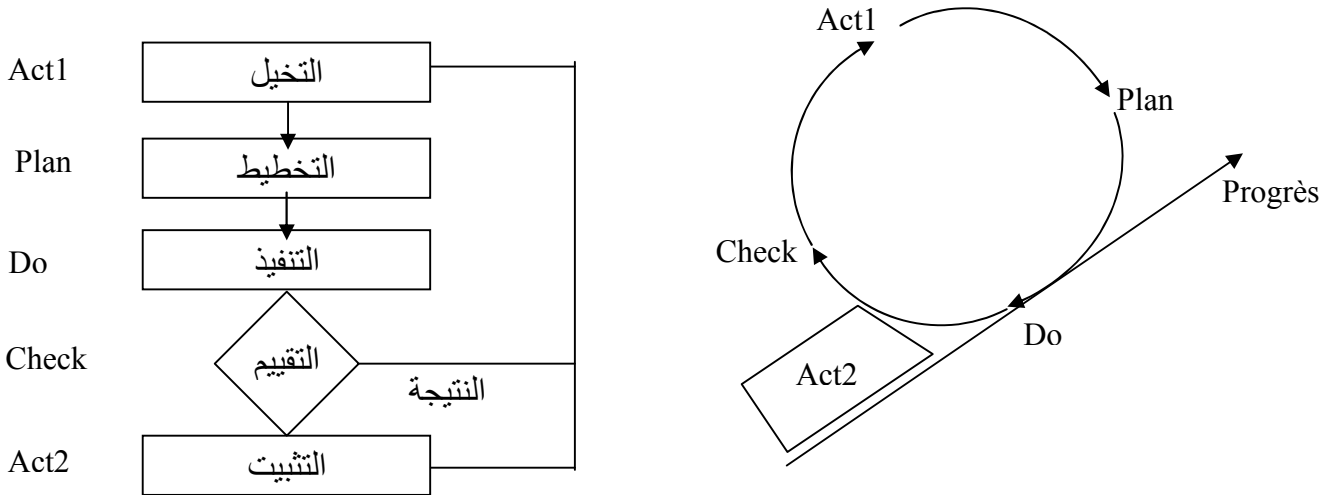 Act1
التخيل
Plan
التخطيط
Do
التنفيذ
Check
التقييم
النتيجة
Act2
التثبيت
Act1
Plan
Progrès
Check
Do
Act2